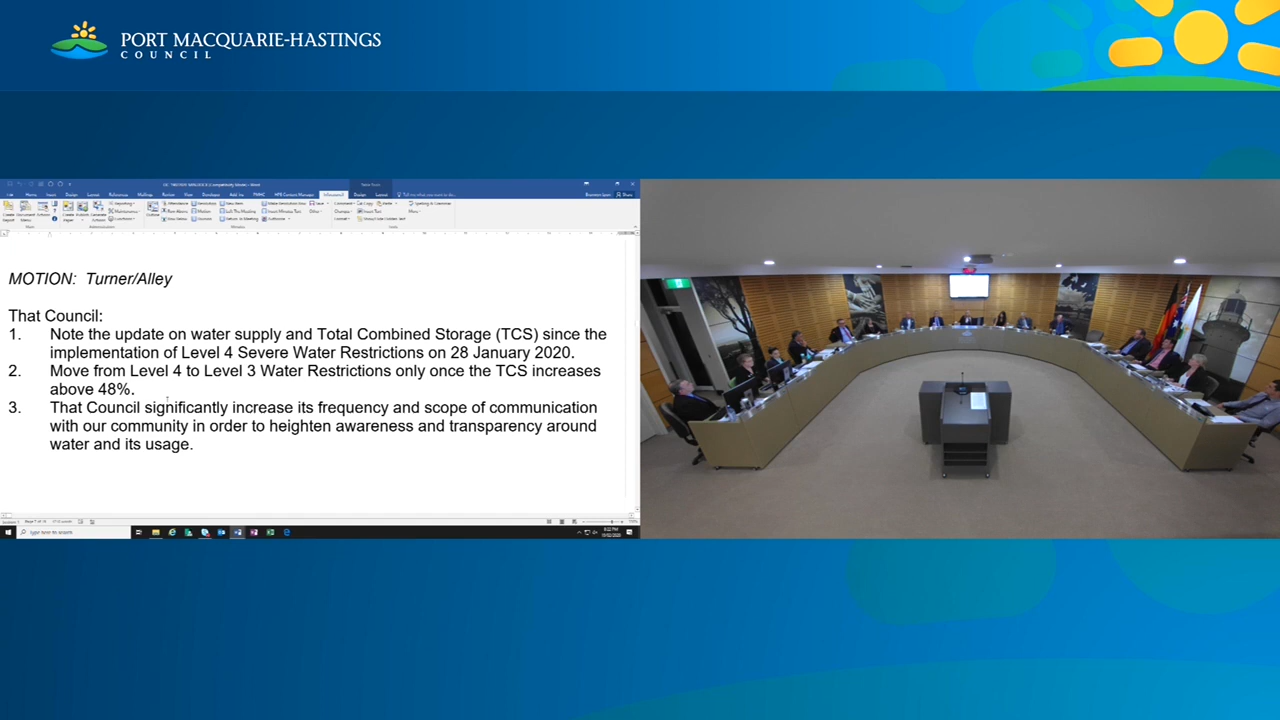 PORT MACQUARIE-HASTINGS
COUNCIL
MOTION: Turner/Alley
That Council:
1. Note the update on water supply and Total Combined Storage (TCS) since the
implementation of Level 4 Severe Water Restrictions on 28 January 2020.
2. Move from Level 4 to Level 3 Water Restrictions only once the TCS increases
above 48%.
3. That Council significantly increase its frequency and scope of communication
with our community in order to heighten awareness and transparency around
water and its usage.
Type here to search